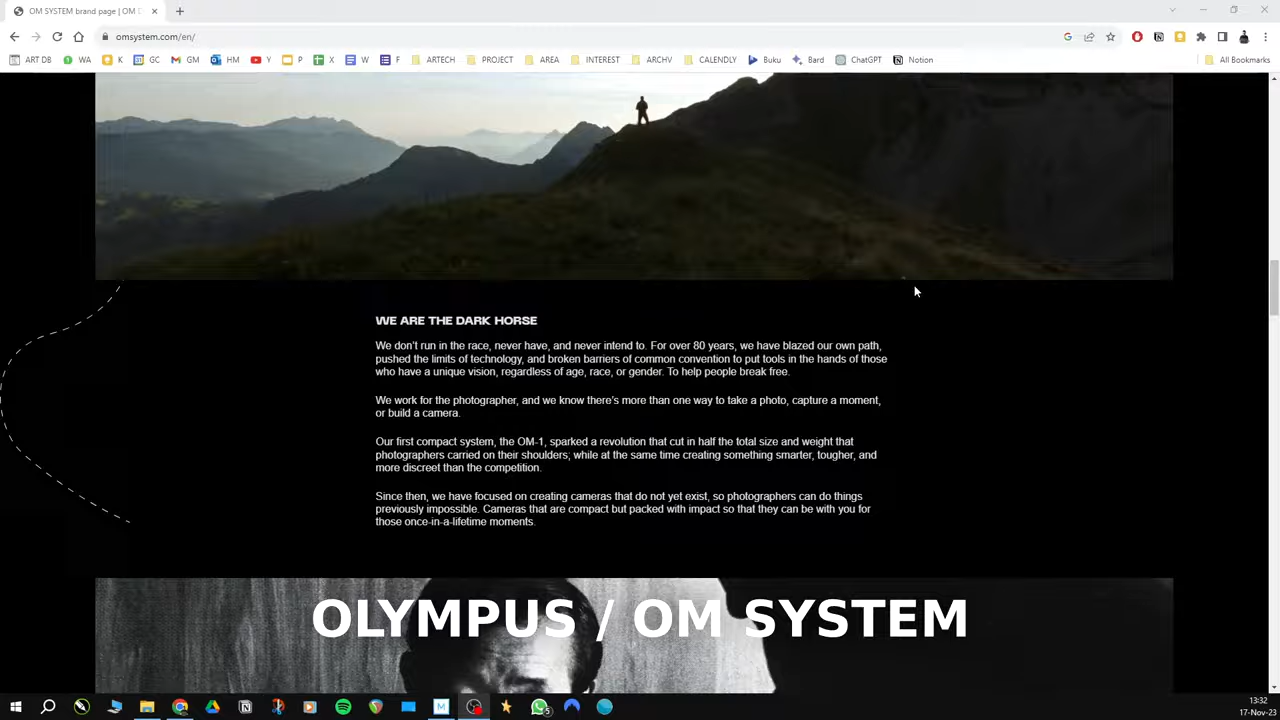 OM SYSTEM brand page | OM D
omsystem.com/en/
ART DB WA K GC GM HM Y P X W F ARTECH PROJECT AREA INTEREST ARCHV CALENDLY Buku Bard ChatGPT Notion All Bookmarks
WE ARE THE DARK HORSE
We don't run in the race, never have, and never intend to. For over 80 years, we have blazed our own path,
pushed the limits of technology, and broken barriers of common convention to put tools in the hands of those
who have a unique vision, regardless of age, race, or gender. To help people break free.
We work for the photographer, and we know there's more than one way to take a photo, capture a moment,
or build a camera.
Our first compact system, the OM-1, sparked a revolution that cut in half the total size and weight that
photographers carried on their shoulders; while at the same time creating something smarter, tougher, and
more discreet than the competition.
Since then, we have focused on creating cameras that do not yet exist, so photographers can do things
previously impossible. Cameras that are compact but packed with impact so that they can be with you for
those once-in-a-lifetime moments.
OLYMPUS / OM SYSTEM
13:32
17-Nov-23